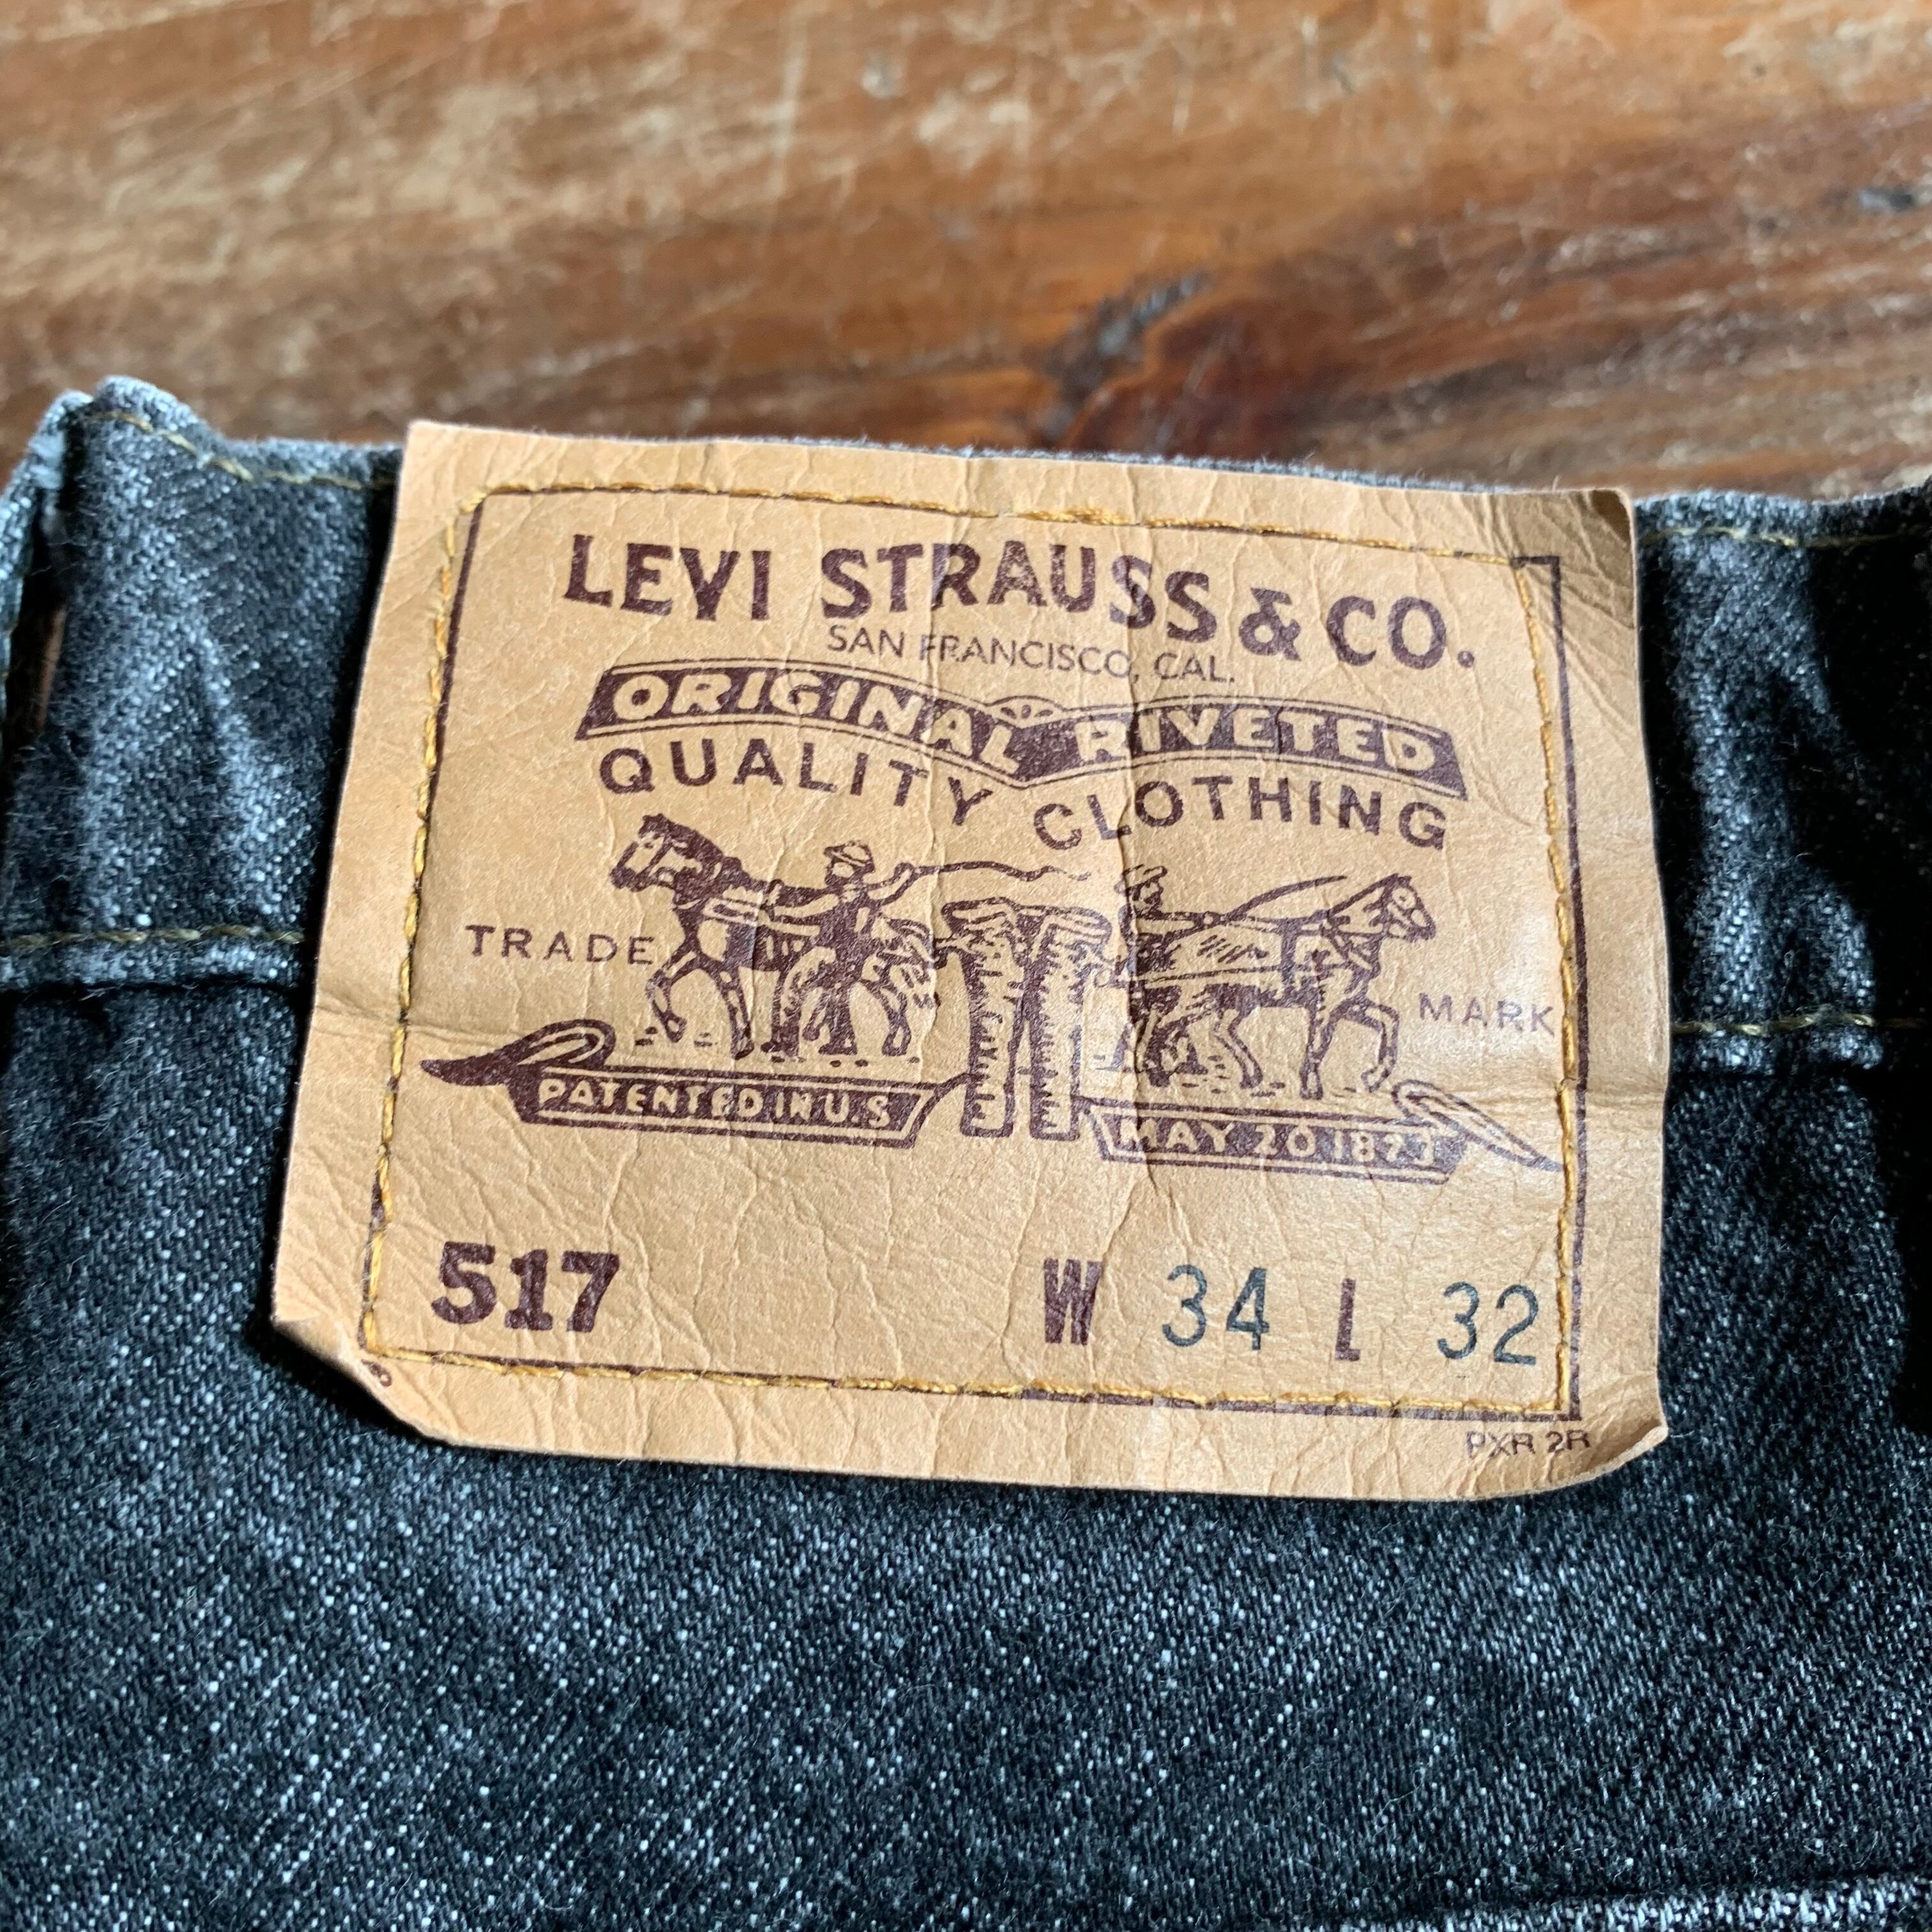 LEVI STRAUSS & CO.
SAN FRANCISCO, CAL.
ORIGINAL RIVETED
QUALITY CLOTHING
TRADE MARK
PATENTED IN U.S MAY 20 1873
517 W 34 L 32
PXR 2R